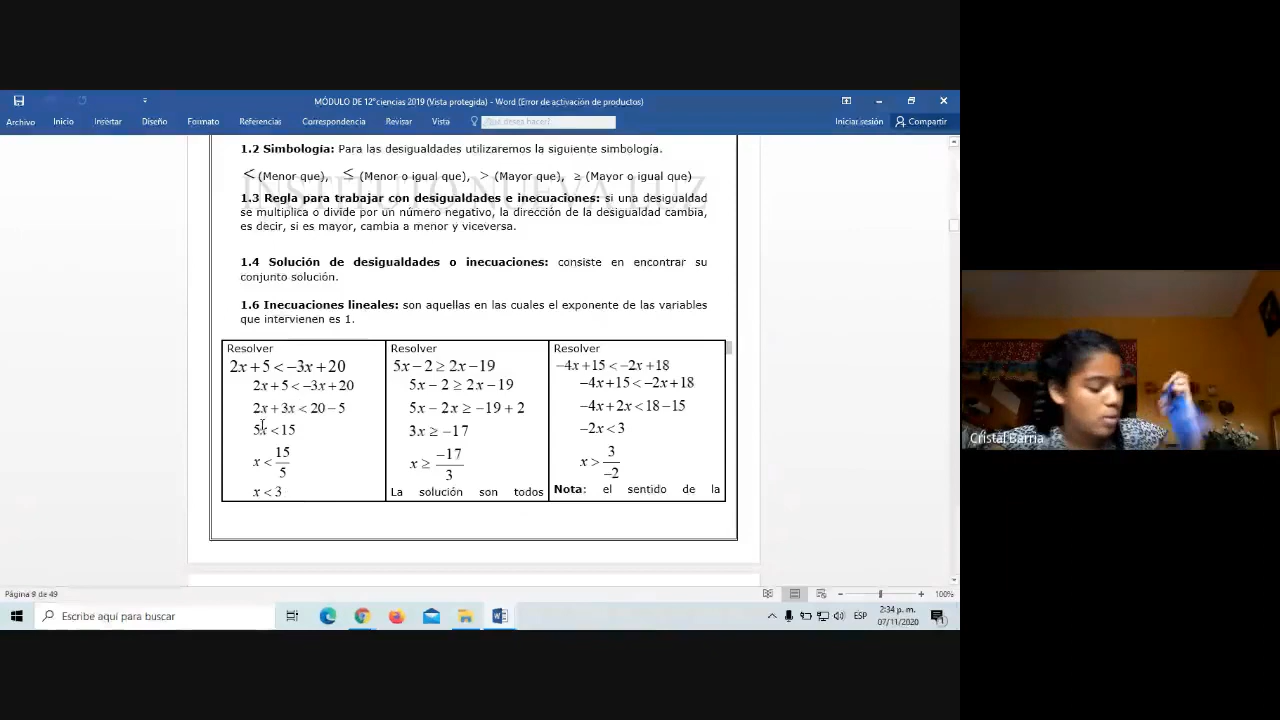 MÓDULO DE 12°ciencias 2019 (Vista protegida) - Word (Error de activación de productos)
Archivo Inicio Insertar Diseño Formato Referencias Correspondencia Revisar Vista ¿Qué desea hacer? Iniciar sesión Compartir
1.2 Simbología: Para las desigualdades utilizaremos la siguiente simbología.
< (Menor que), ≤ (Menor o igual que), > (Mayor que), ≥ (Mayor o igual que)
INSTITUTO NUEVA LUZ
1.3 Regla para trabajar con desigualdades e inecuaciones: si una desigualdad
se multiplica o divide por un número negativo, la dirección de la desigualdad cambia,
es decir, si es mayor, cambia a menor y viceversa.
1.4 Solución de desigualdades o inecuaciones: consiste en encontrar su
conjunto solución.
1.6 Inecuaciones lineales: son aquellas en las cuales el exponente de las variables
que intervienen es 1.
Resolver
2x + 5 < −3x + 20
2x + 5 < −3x + 20
2x + 3x < 20 − 5
5x < 15
x < 15/5
x < 3
Resolver
5x − 2 ≥ 2x − 19
5x − 2 ≥ 2x − 19
5x − 2x ≥ −19 + 2
3x ≥ −17
x ≥ −17/3
La solución son todos
Resolver
−4x + 15 < −2x + 18
−4x + 15 < −2x + 18
−4x + 2x < 18 − 15
−2x < 3
x > 3/−2
Nota: el sentido de la
Cristal Barria
Página 9 de 49
100%
Escribe aquí para buscar
ESP
2:34 p. m.
07/11/2020